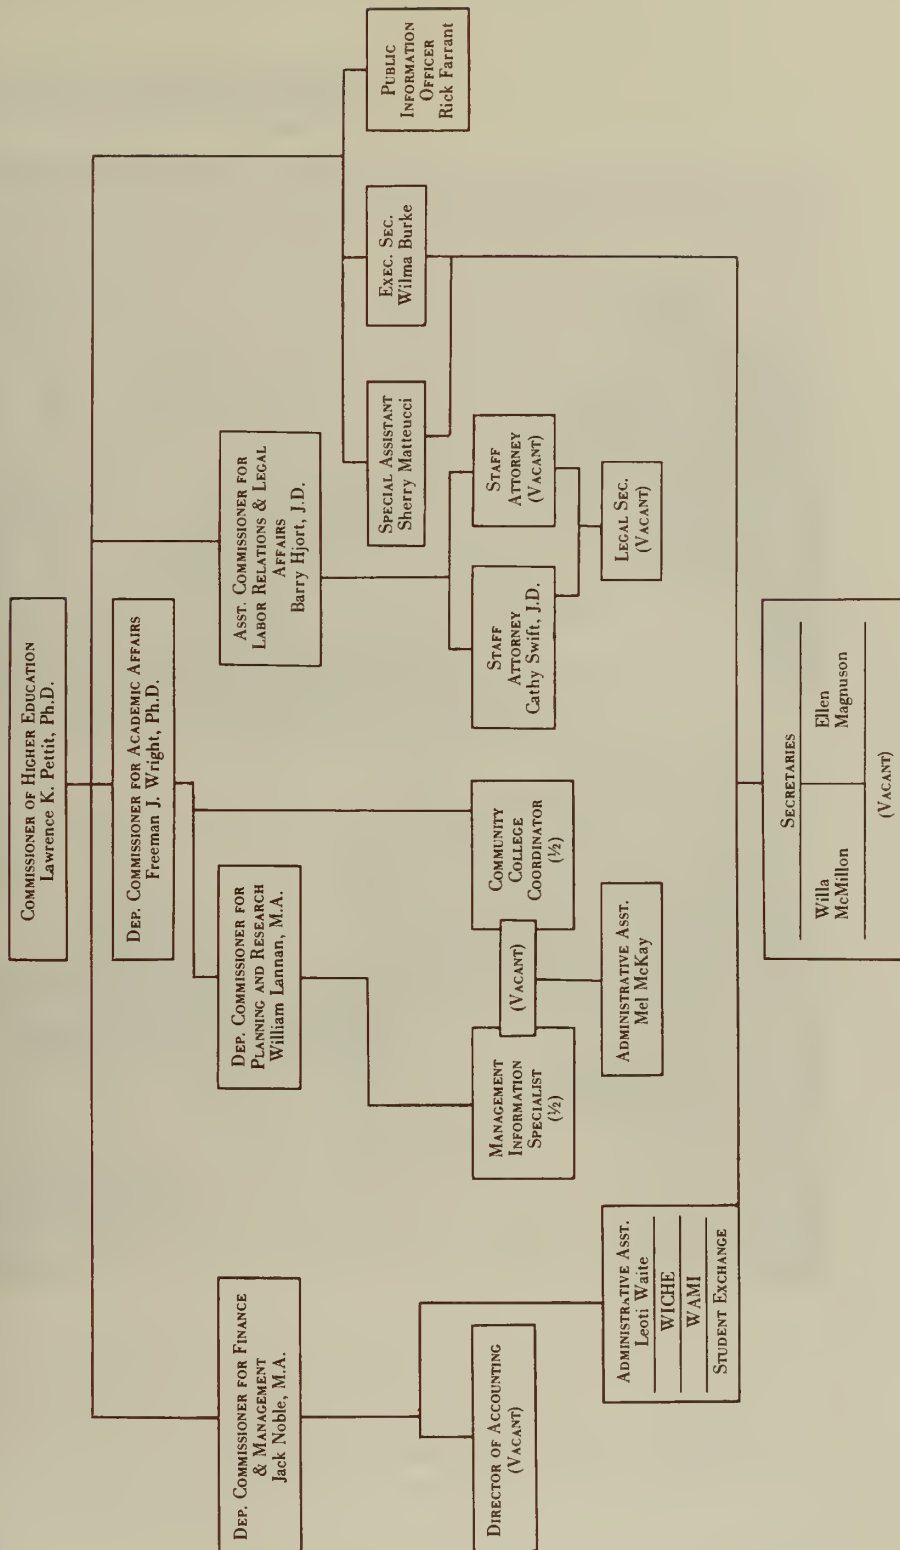 COMMISSIONER OF HIGHER EDUCATION
Lawrence K. Pettit, Ph.D.
DEP. COMMISSIONER FOR ACADEMIC AFFAIRS
Freeman J. Wright, Ph.D.
DEP. COMMISSIONER FOR FINANCE
& MANAGEMENT
Jack Noble, M.A.
DEP. COMMISSIONER FOR
PLANNING AND RESEARCH
William Lannan, M.A.
ASST. COMMISSIONER FOR
LABOR RELATIONS & LEGAL
AFFAIRS
Barry Hjort, J.D.
SPECIAL ASSISTANT
Sherry Matteucci
EXEC. SEC.
Wilma Burke
PUBLIC
INFORMATION
OFFICER
Rick Farrant
DIRECTOR OF ACCOUNTING
(VACANT)
MANAGEMENT
INFORMATION
SPECIALIST
(½)
(VACANT)
COMMUNITY
COLLEGE
COORDINATOR
(½)
STAFF
ATTORNEY
Cathy Swift, J.D.
STAFF
ATTORNEY
(VACANT)
ADMINISTRATIVE ASST.
Leoti Waite
WICHE
WAMI
STUDENT EXCHANGE
ADMINISTRATIVE ASST.
Mel McKay
LEGAL SEC.
(VACANT)
SECRETARIES
Willa
McMillon
Ellen
Magnuson
(VACANT)